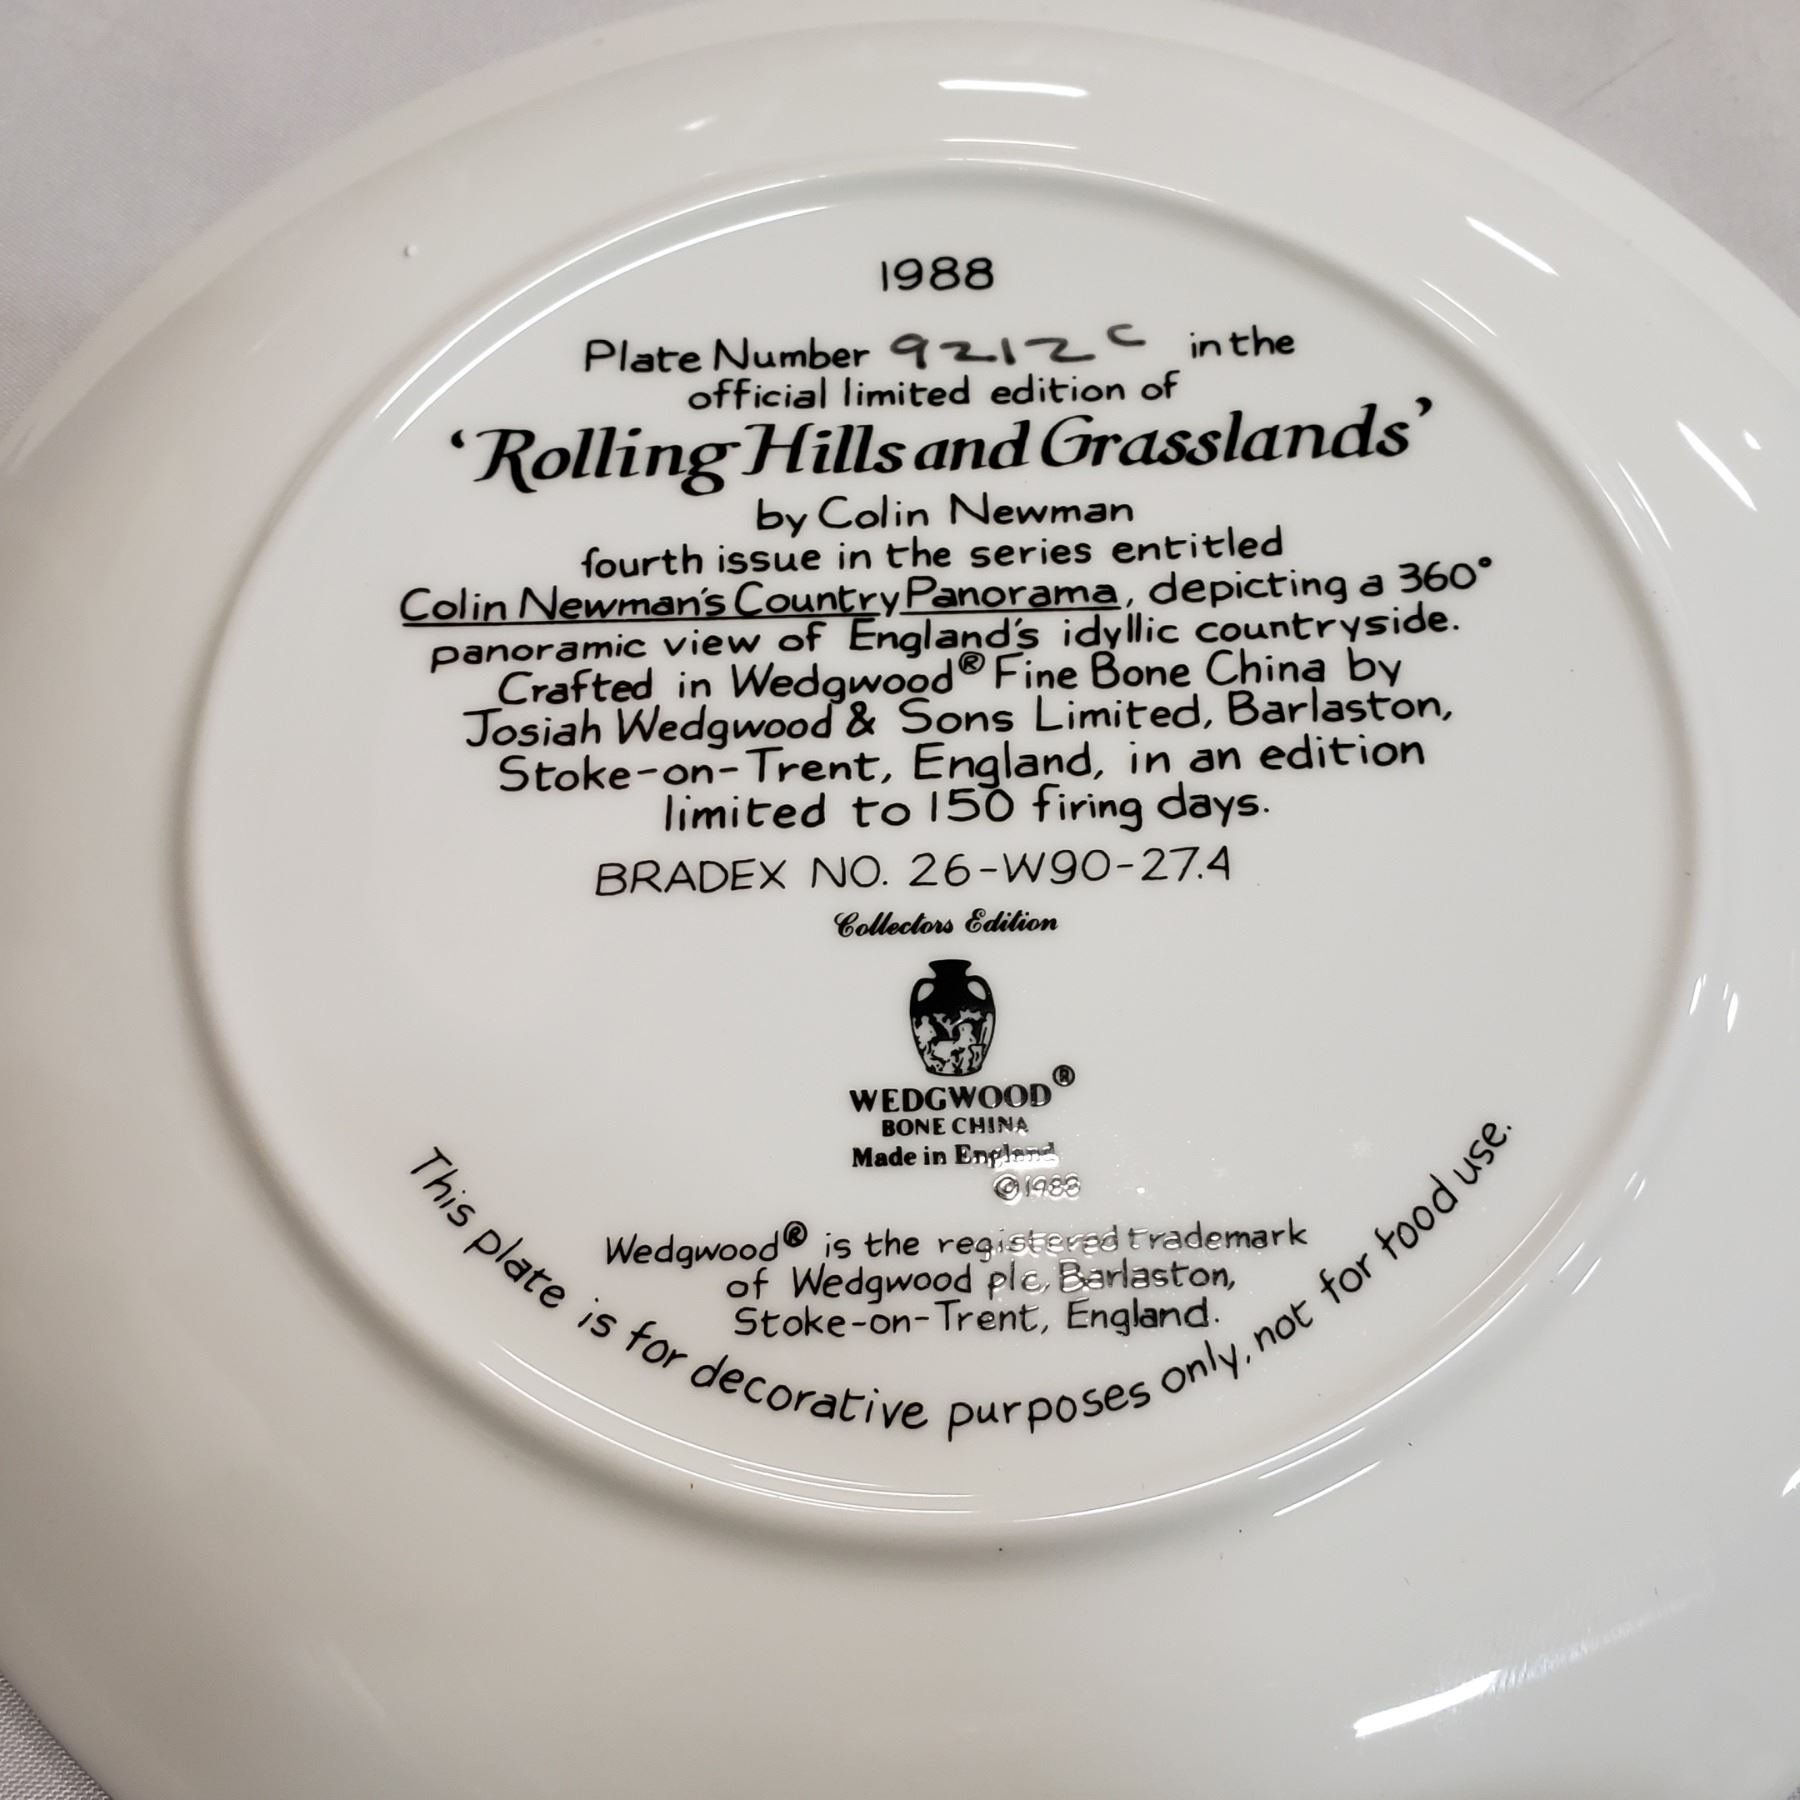 1988
Plate Number 9212C in the
official limited edition of
'Rolling Hills and Grasslands'
by Colin Newman
fourth issue in the series entitled
Colin Newman's Country Panorama, depicting a 360°
panoramic view of England's idyllic countryside.
Crafted in Wedgwood® Fine Bone China by
Josiah Wedgwood & Sons Limited, Barlaston,
Stoke-on-Trent, England, in an edition
limited to 150 firing days.
BRADEX NO. 26-W90-27.4
Collectors Edition
WEDGWOOD®
BONE CHINA
Made in England
©1988
Wedgwood® is the registered trademark
of Wedgwood plc, Barlaston,
Stoke-on-Trent, England.
This plate is for decorative purposes only, not for food use.